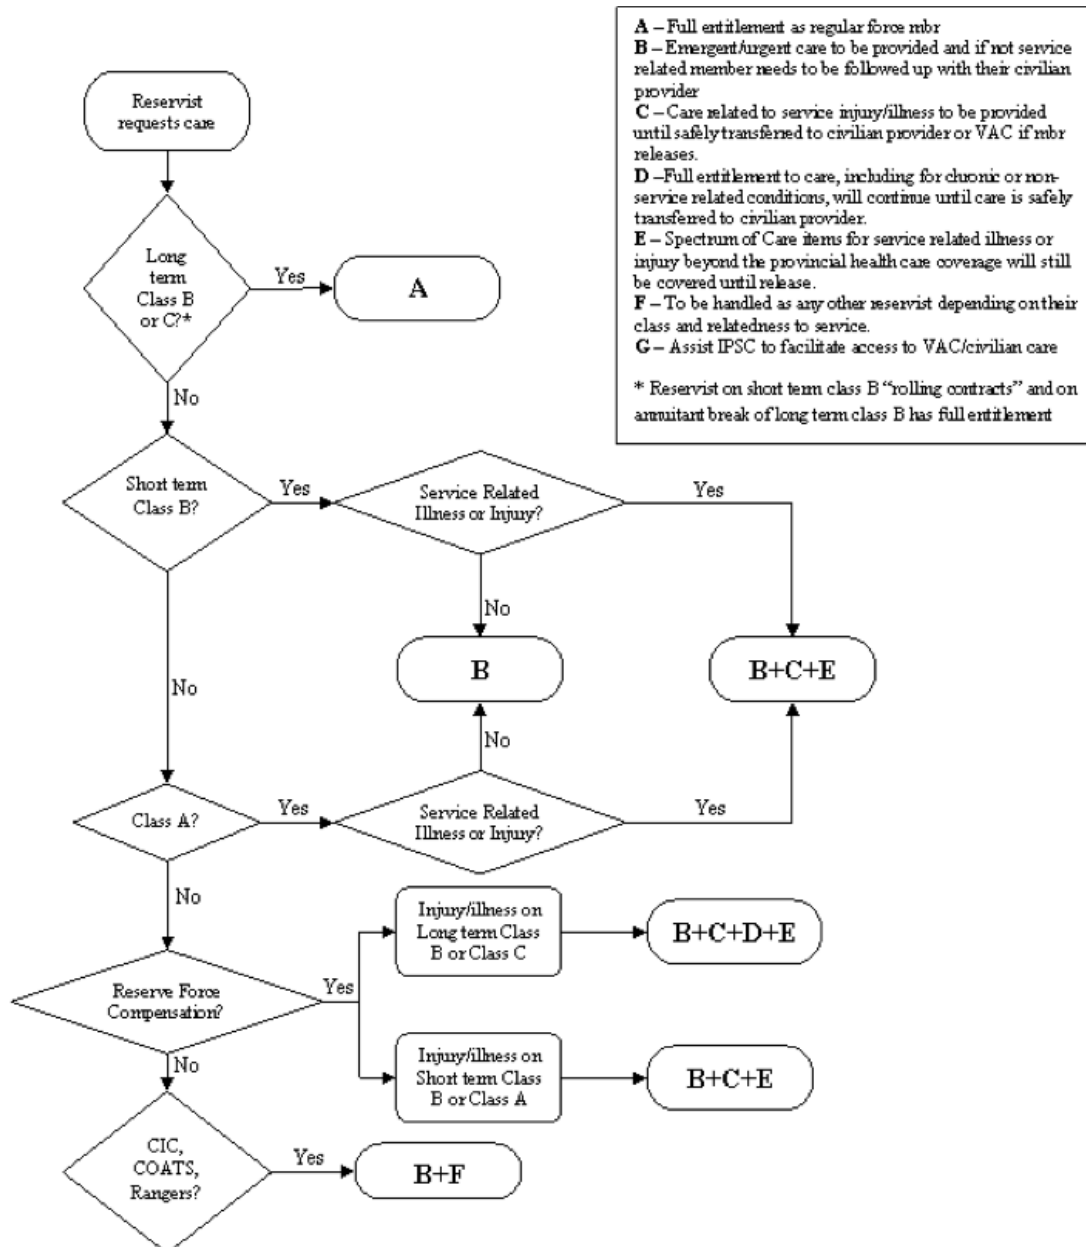 A – Full entitlement as regular force mbr
B – Emergent/urgent care to be provided and if not service
related member needs to be followed up with their civilian
provider
C – Care related to service injury/illness to be provided
until safely transferred to civilian provider or VAC if mbr
releases.
D –Full entitlement to care, including for chronic or non-
service related conditions, will continue until care is safely
transferred to civilian provider.
E – Spectrum of Care items for service related illness or
injury beyond the provincial health care coverage will still
be covered until release.
F – To be handled as any other reservist depending on their
class and relatedness to service.
G – Assist IPSC to facilitate access to VAC/civilian care
* Reservist on short term class B “rolling contracts” and on
annuitant break of long term class B has full entitlement
Reservist
requests care
Long
term
Class B
or C?*
Yes
A
No
Short term
Class B?
Yes
Service Related
Illness or Injury?
Yes
No
B
B+C+E
No
No
Class A?
Yes
Service Related
Illness or Injury?
Yes
No
Injury/illness on
Long term Class
B or Class C
B+C+D+E
Reserve Force
Compensation?
Yes
Injury/illness on
Short term Class
B or Class A
B+C+E
No
CIC,
COATS,
Rangers?
Yes
B+F